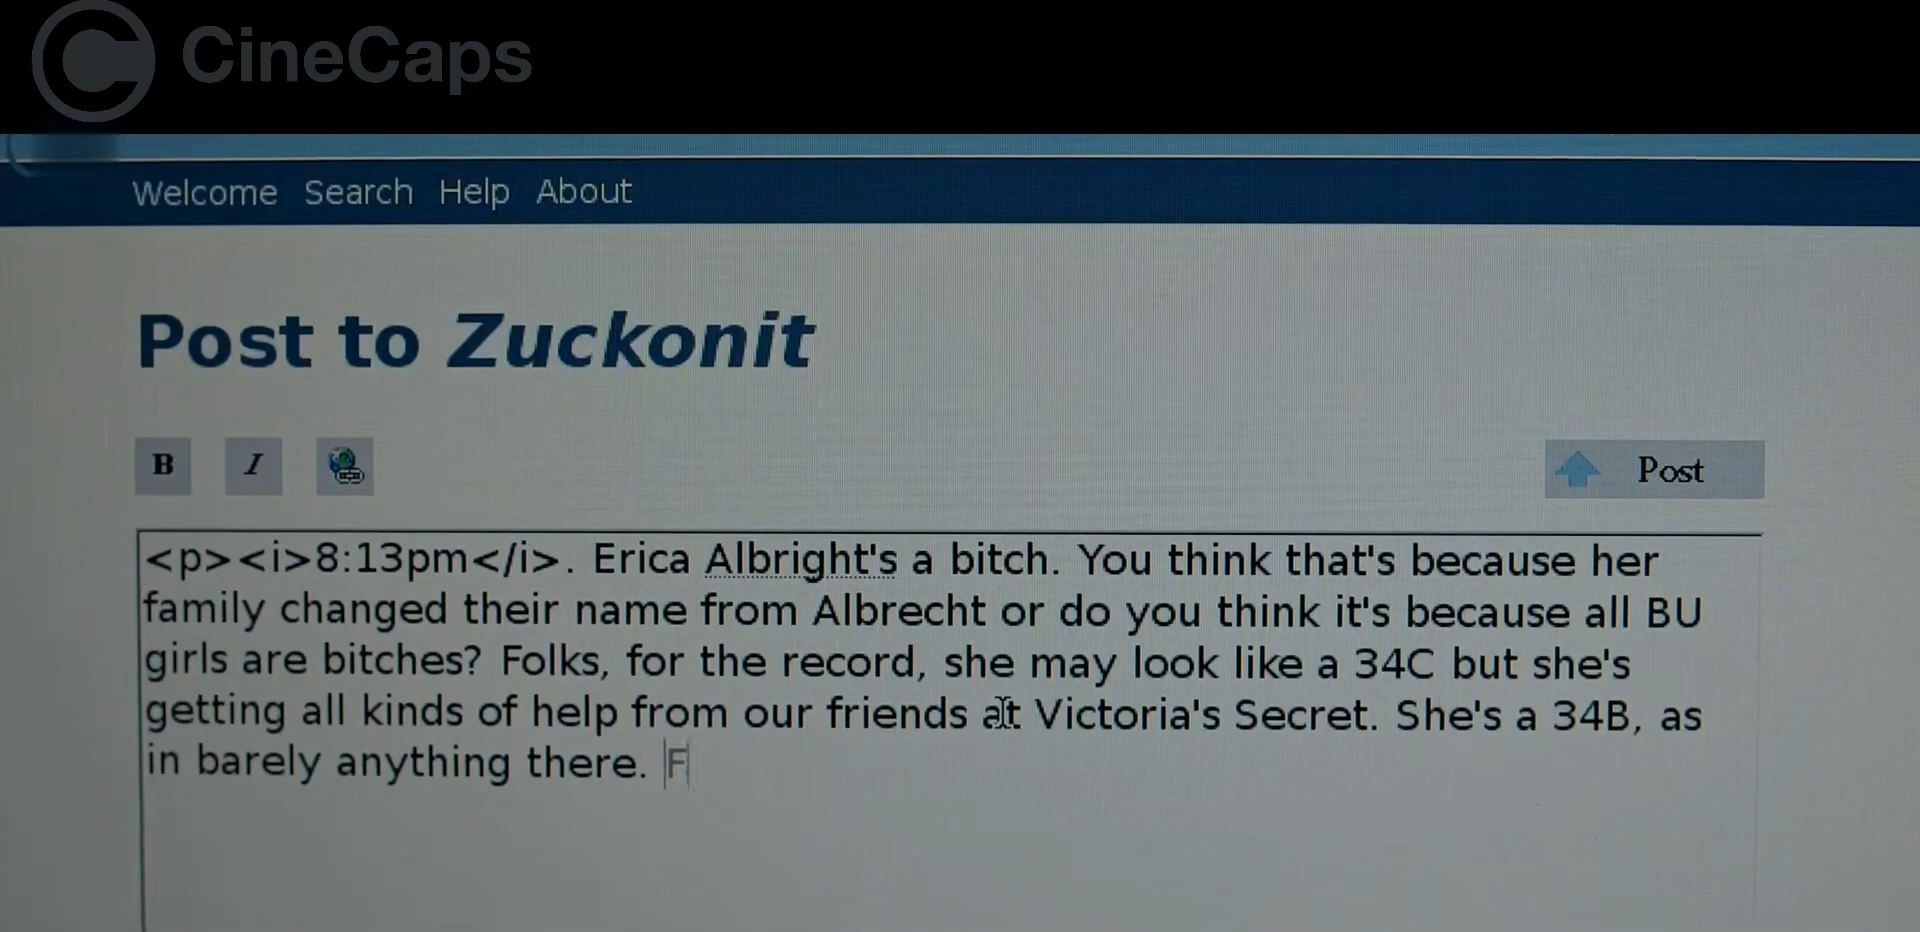 CineCaps
Welcome Search Help About
Post to Zuckonit
B I
Post
<p><i>8:13pm</i>. Erica Albright's a bitch. You think that's because her
family changed their name from Albrecht or do you think it's because all BU
girls are bitches? Folks, for the record, she may look like a 34C but she's
getting all kinds of help from our friends at Victoria's Secret. She's a 34B, as
in barely anything there. F